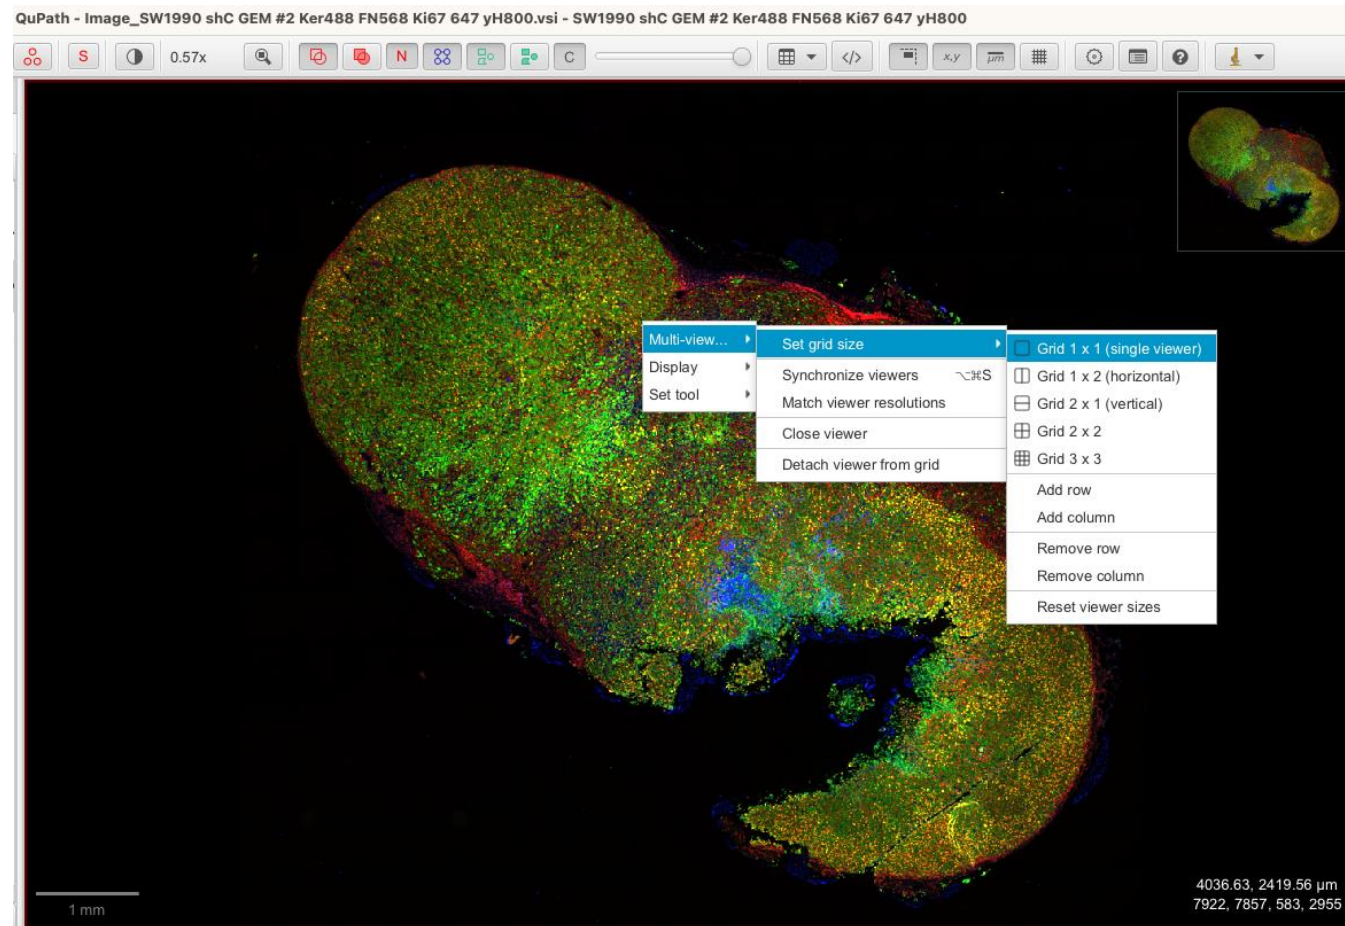 QuPath - Image_SW1990 shC GEM #2 Ker488 FN568 Ki67 647 yH800.vsi - SW1990 shC GEM #2 Ker488 FN568 Ki67 647 yH800
S 0.57x N C </> x,y µm ?
Multi-view...
Display
Set tool
Set grid size
Synchronize viewers ⌥⌘S
Match viewer resolutions
Close viewer
Detach viewer from grid
Grid 1 x 1 (single viewer)
Grid 1 x 2 (horizontal)
Grid 2 x 1 (vertical)
Grid 2 x 2
Grid 3 x 3
Add row
Add column
Remove row
Remove column
Reset viewer sizes
1 mm
4036.63, 2419.56 µm
7922, 7857, 583, 2955